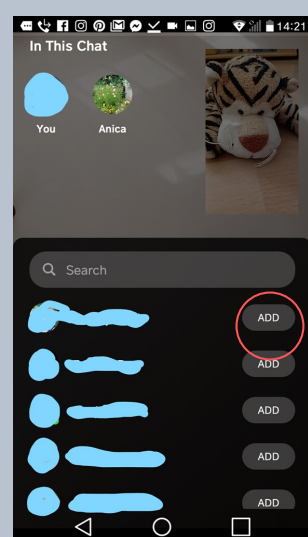 14:21
In This Chat
You Anica
Search
ADD
ADD
ADD
ADD
ADD